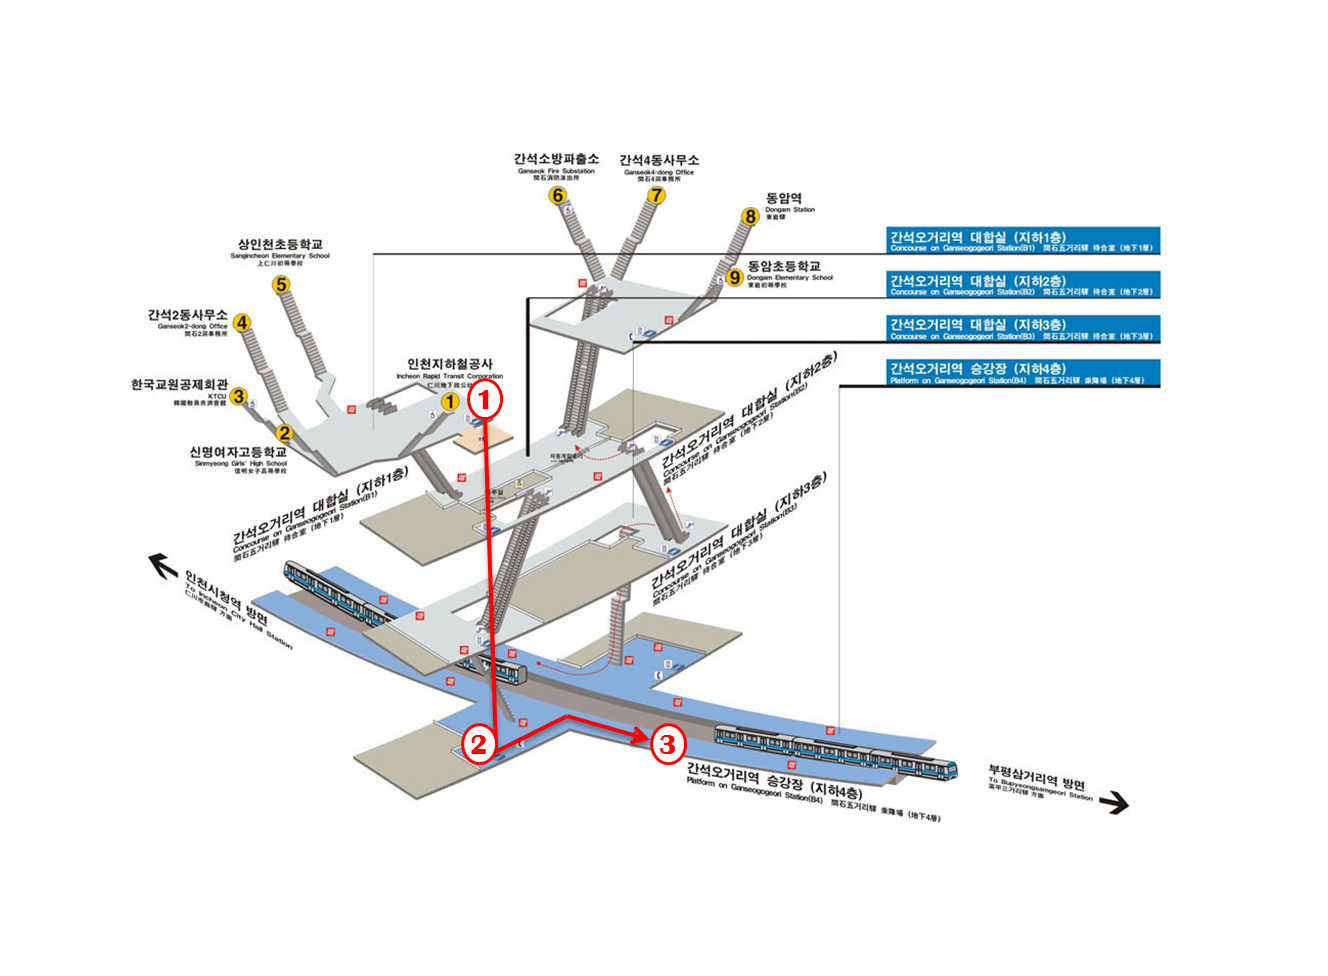 간석소방파출소
Ganseok Fire Substation
間石消防派出所
6
간석4동사무소
Ganseok4-dong Office
間石4洞事務所
7
동암역
Dongam Station
東岩驛
8
동암초등학교
Dongam Elementary School
東岩初等學校
9
상인천초등학교
Sangincheon Elementary School
上仁川初等學校
5
간석2동사무소
Ganseok2-dong Office
間石2洞事務所
4
한국교원공제회관
KTCU
韓國敎員共濟會館
3
신명여자고등학교
Sinmyeong Girls' High School
信明女子高等學校
2
인천지하철공사
Incheon Rapid Transit Corporation
仁川地下鐵公社
1
1
간석오거리역 대합실 (지하1층)
Concourse on Ganseogogeori Station(B1) 間石五巨里驛 待合室 (地下1層)
간석오거리역 대합실 (지하2층)
Concourse on Ganseogogeori Station(B2) 間石五巨里驛 待合室 (地下2層)
간석오거리역 대합실 (지하3층)
Concourse on Ganseogogeori Station(B3) 間石五巨里驛 待合室 (地下3層)
간석오거리역 승강장 (지하4층)
Platform on Ganseogogeori Station(B4) 間石五巨里驛 乘降場 (地下4層)
간석오거리역 대합실 (지하1층)
Concourse on Ganseogogeori Station(B1)
間石五巨里驛 待合室 (地下1層)
간석오거리역 대합실 (지하2층)
Concourse on Ganseogogeori Station(B2)
間石五巨里驛 待合室 (地下2層)
간석오거리역 대합실 (지하3층)
Concourse on Ganseogogeori Station(B3)
間石五巨里驛 待合室 (地下3層)
인천시청역 방면
To Incheon City Hall Station
仁川市廳驛 方面
2
3
간석오거리역 승강장 (지하4층)
Platform on Ganseogogeori Station(B4) 間石五巨里驛 乘降場 (地下4層)
부평삼거리역 방면
To Bupyeongsamgeori Station
富平三巨里驛 方面